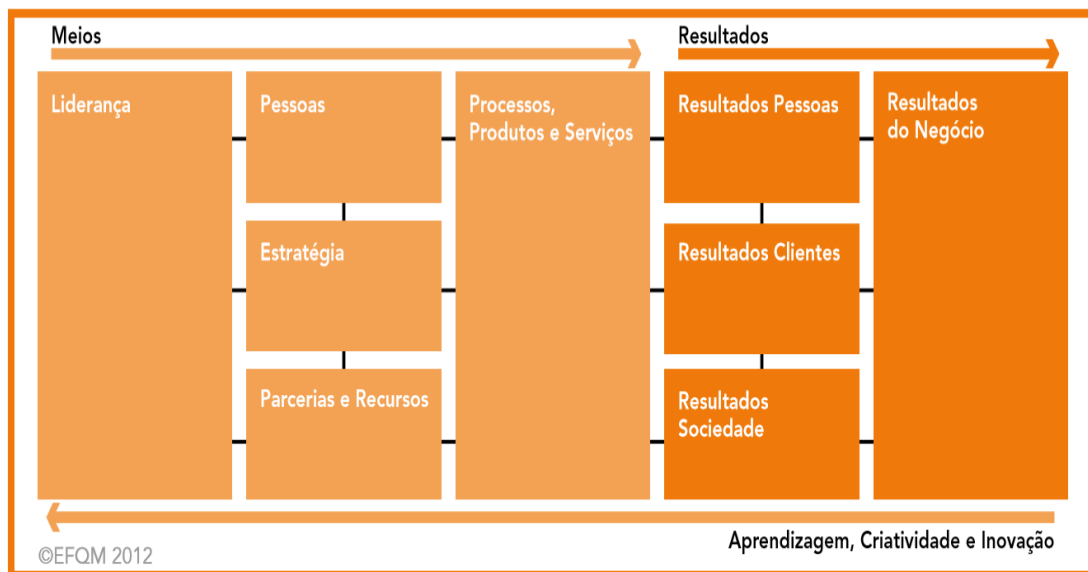 Meios
Resultados
Liderança
Pessoas
Processos,
Produtos e Serviços
Resultados Pessoas
Resultados
do Negócio
Estratégia
Resultados Clientes
Parcerias e Recursos
Resultados
Sociedade
Aprendizagem, Criatividade e Inovação
©EFQM 2012